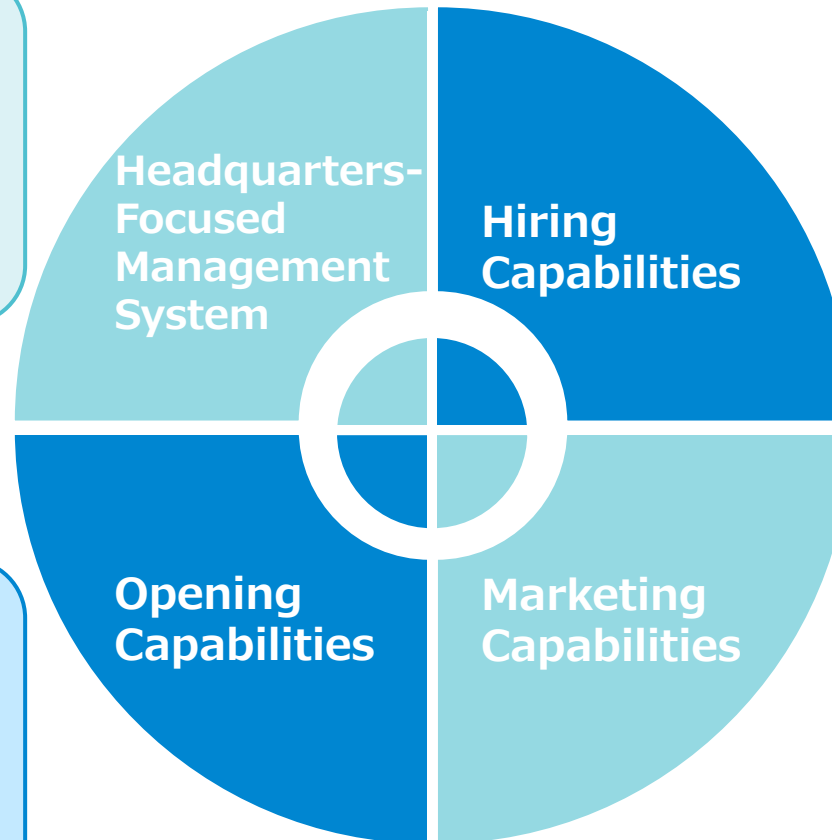 Headquarters-
Focused
Management
System
Hiring
Capabilities
Opening
Capabilities
Marketing
Capabilities